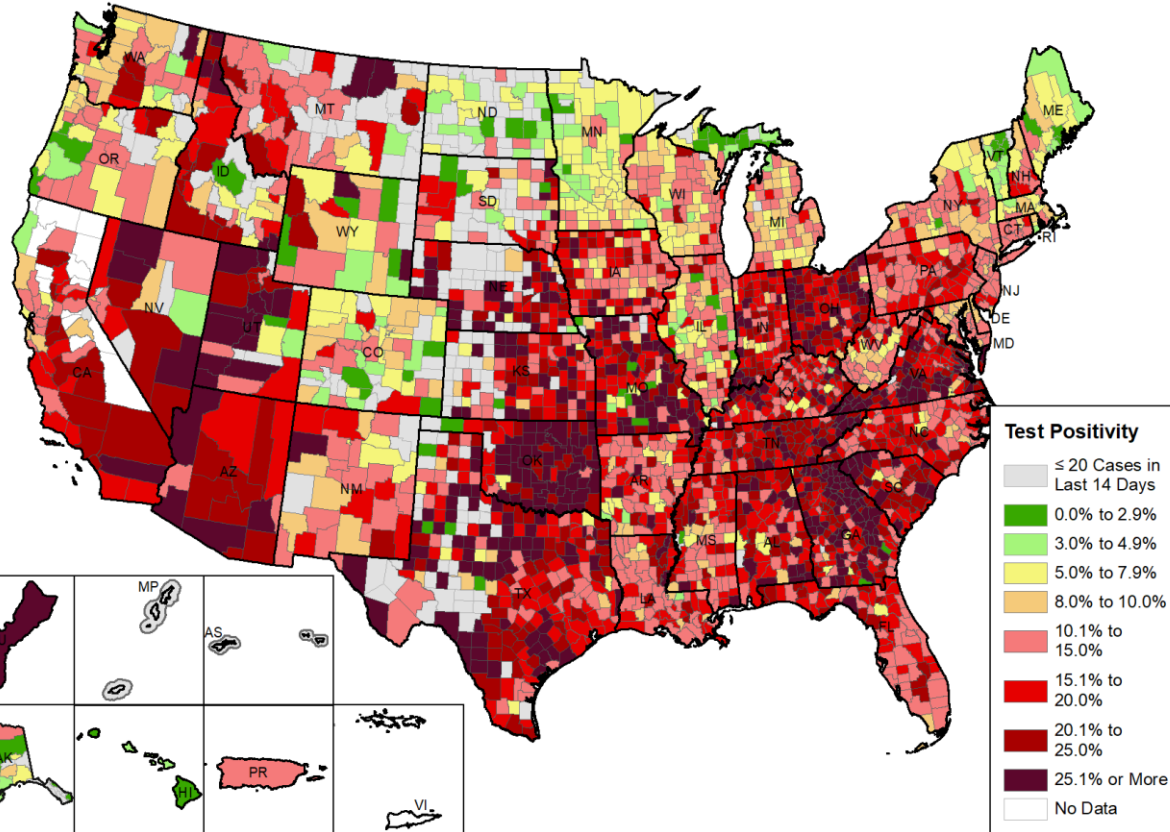 WA
MT
ND
MN
ME
OR
ID
SD
WI
VT
NH
WY
MI
NY
MA
CT
RI
NV
UT
NE
IA
PA
NJ
CO
IL
IN
OH
DE
MD
CA
KS
MO
WV
VA
KY
AZ
NM
OK
AR
TN
NC
SC
MS
AL
GA
TX
LA
FL
MP
AS
AK
HI
PR
VI
Test Positivity
≤ 20 Cases in
Last 14 Days
0.0% to 2.9%
3.0% to 4.9%
5.0% to 7.9%
8.0% to 10.0%
10.1% to
15.0%
15.1% to
20.0%
20.1% to
25.0%
25.1% or More
No Data